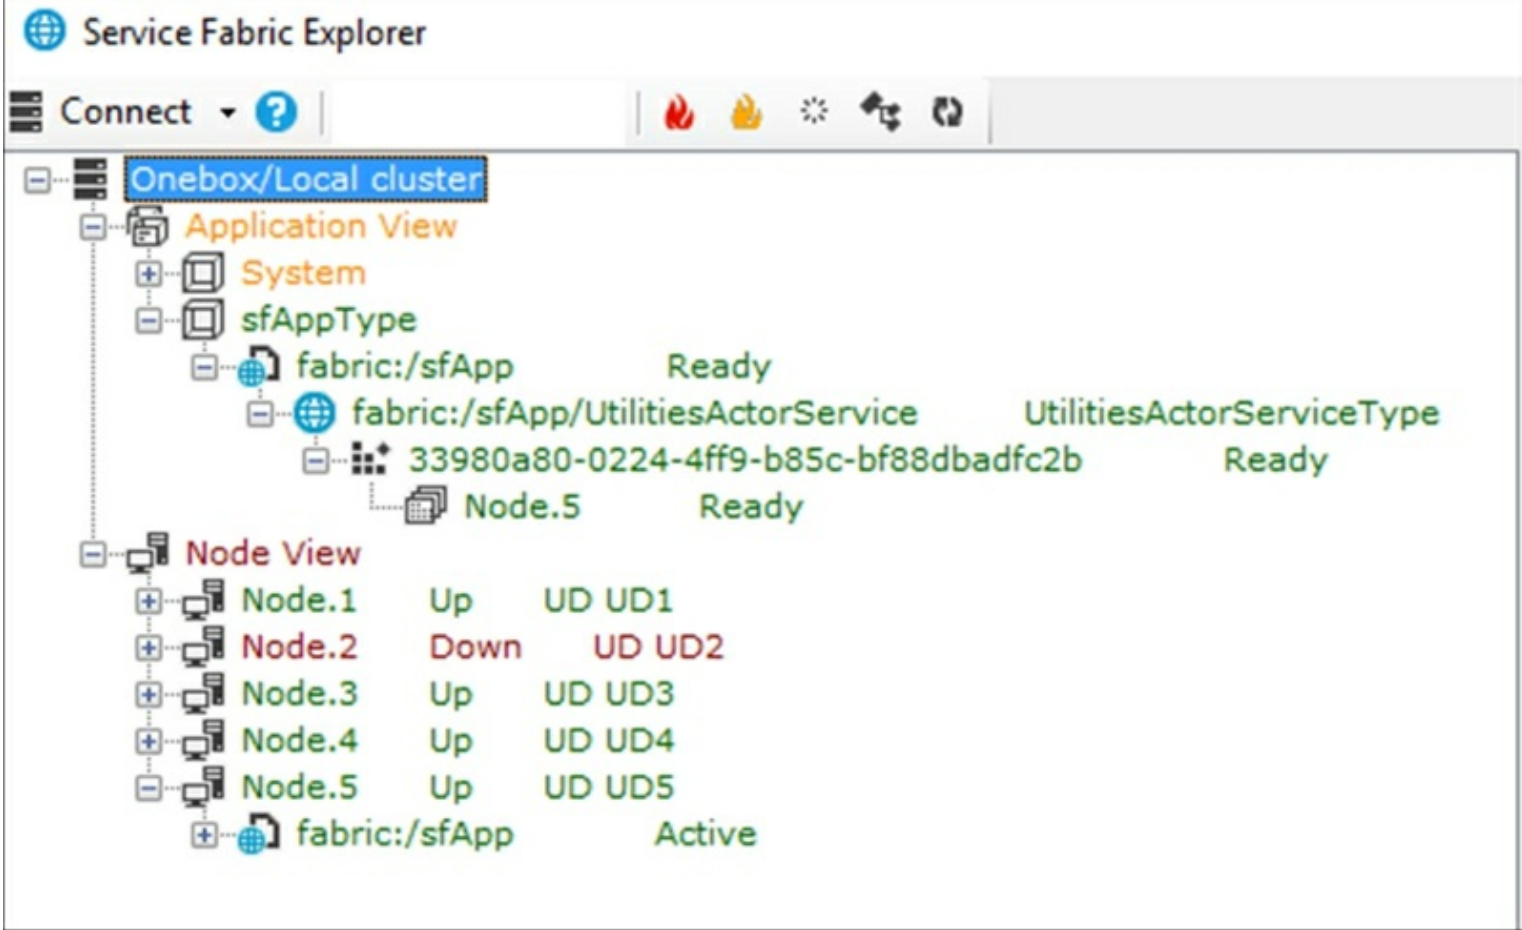 Service Fabric Explorer
Connect ?
Onebox/Local cluster
Application View
System
sfAppType
fabric:/sfApp Ready
fabric:/sfApp/UtilitiesActorService UtilitiesActorServiceType
33980a80-0224-4ff9-b85c-bf88dbadfc2b Ready
Node.5 Ready
Node View
Node.1 Up UD UD1
Node.2 Down UD UD2
Node.3 Up UD UD3
Node.4 Up UD UD4
Node.5 Up UD UD5
fabric:/sfApp Active